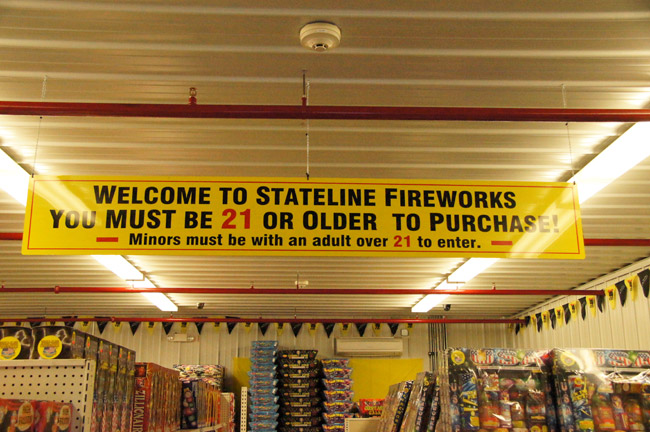 WELCOME TO STATELINE FIREWORKS
YOU MUST BE 21 OR OLDER TO PURCHASE!
Minors must be with an adult over 21 to enter.